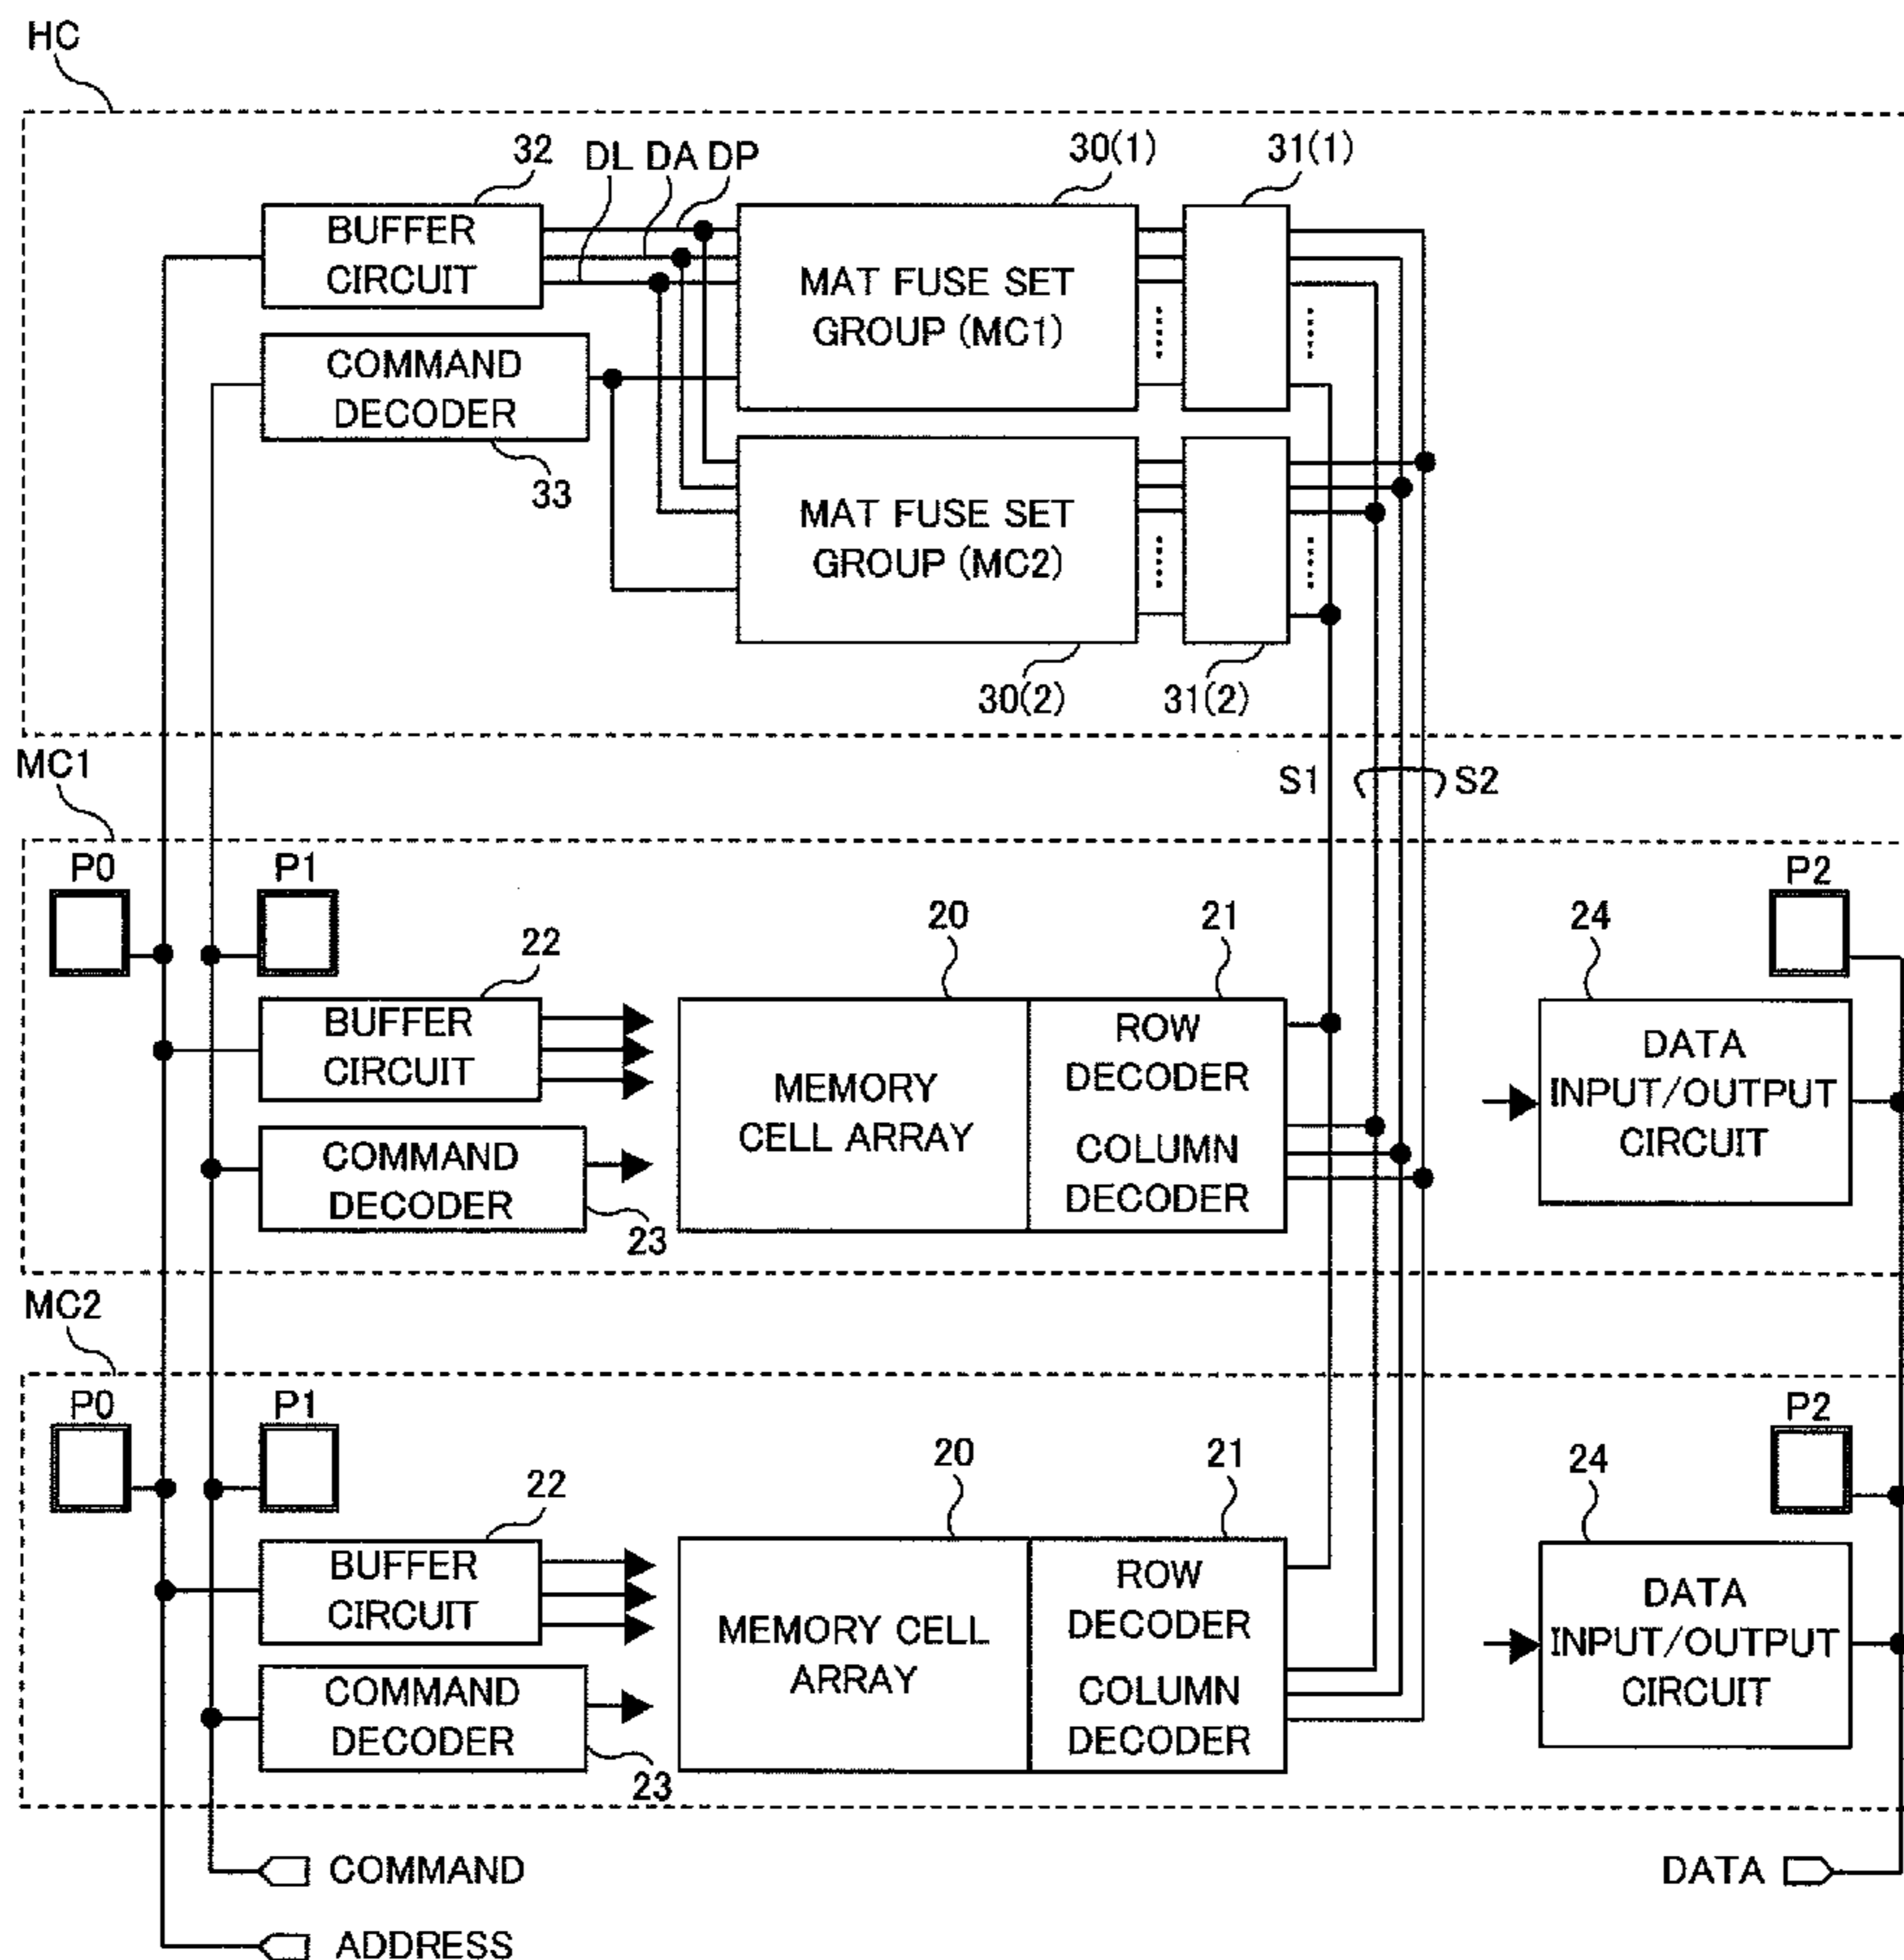 HC
32
DL DA DP
30(1)
31(1)
BUFFER
CIRCUIT
MAT FUSE SET
GROUP (MC1)
COMMAND
DECODER
33
MAT FUSE SET
GROUP (MC2)
30(2)
31(2)
MC1
S1
S2
P0
P1
P2
22
20
21
24
BUFFER
CIRCUIT
MEMORY
CELL ARRAY
ROW
DECODER
COLUMN
DECODER
DATA
INPUT/OUTPUT
CIRCUIT
COMMAND
DECODER
23
MC2
P0
P1
P2
22
20
21
24
BUFFER
CIRCUIT
MEMORY CELL
ARRAY
ROW
DECODER
COLUMN
DECODER
DATA
INPUT/OUTPUT
CIRCUIT
COMMAND
DECODER
23
COMMAND
DATA
ADDRESS